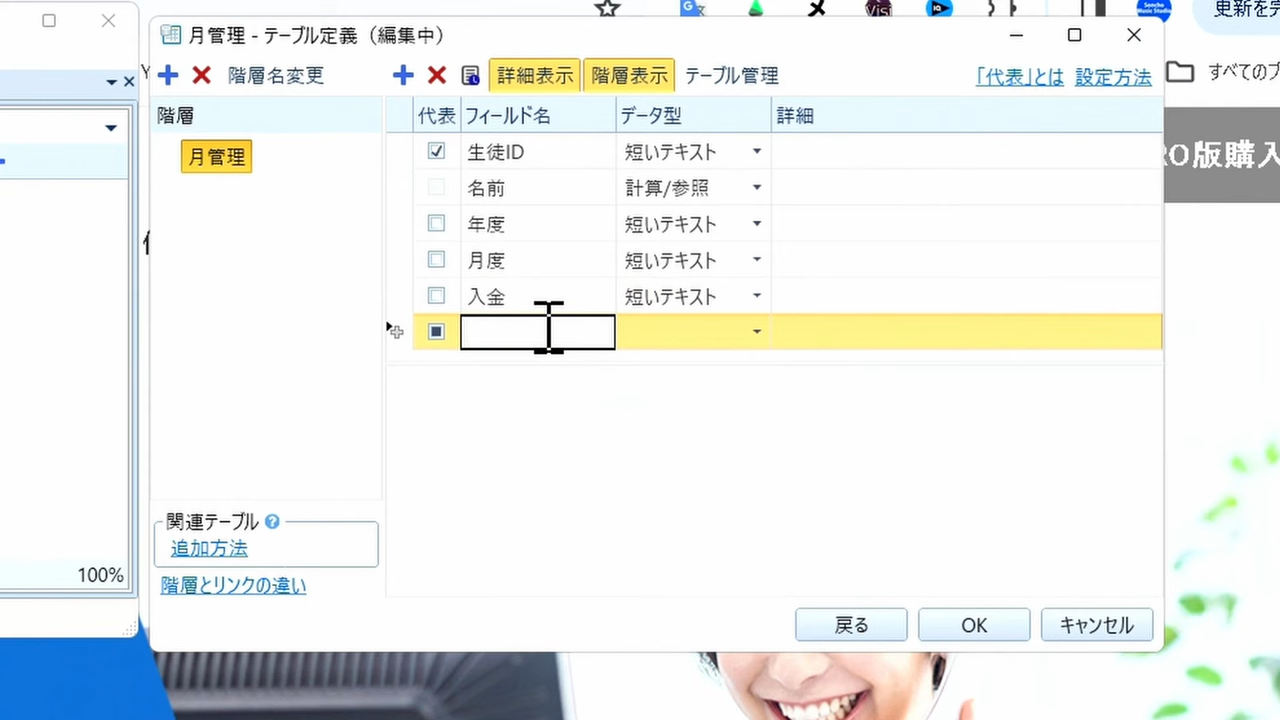 更新を完
月管理 - テーブル定義（編集中）
階層名変更
詳細表示 階層表示 テーブル管理
「代表」とは 設定方法
すべてのブ
階層
代表 フィールド名 データ型 詳細
月管理
生徒ID 短いテキスト
RO版購入
名前 計算/参照
年度 短いテキスト
月度 短いテキスト
入金 短いテキスト
関連テーブル
追加方法
100%
階層とリンクの違い
戻る OK キャンセル